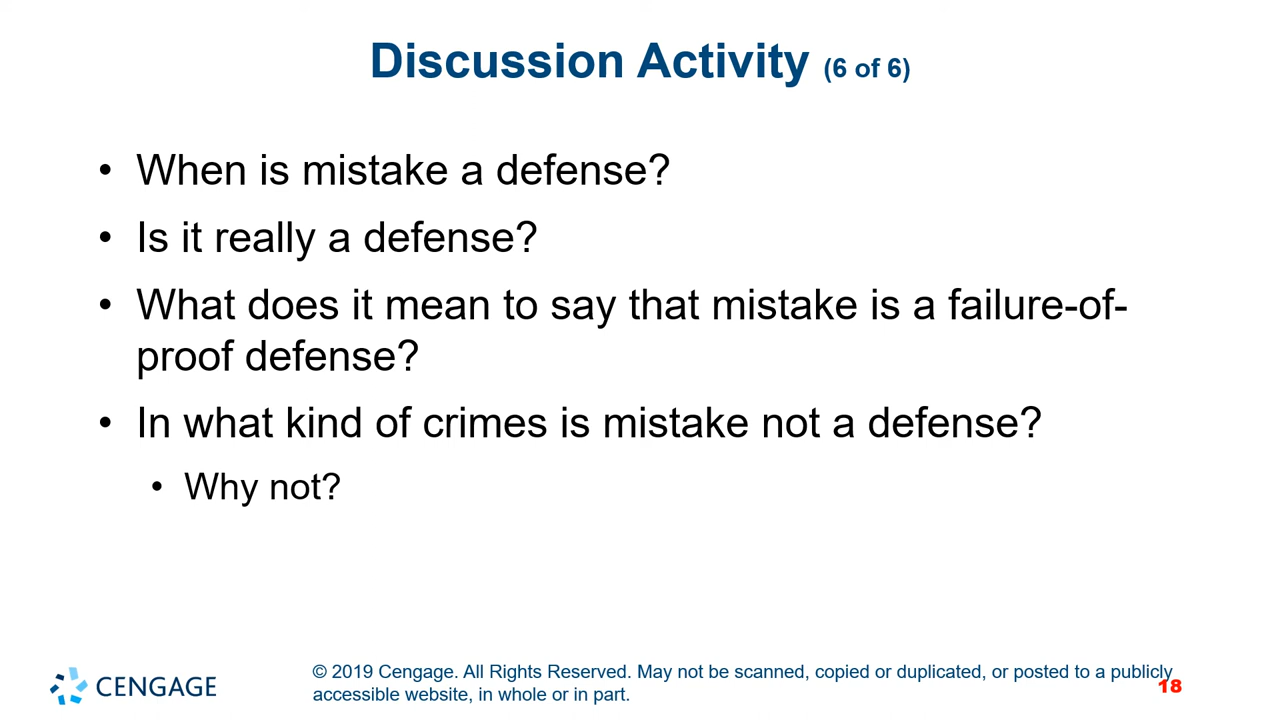 Discussion Activity (6 of 6)
• When is mistake a defense?
• Is it really a defense?
• What does it mean to say that mistake is a failure-of-
proof defense?
• In what kind of crimes is mistake not a defense?
• Why not?
CENGAGE
© 2019 Cengage. All Rights Reserved. May not be scanned, copied or duplicated, or posted to a publicly
accessible website, in whole or in part.
18